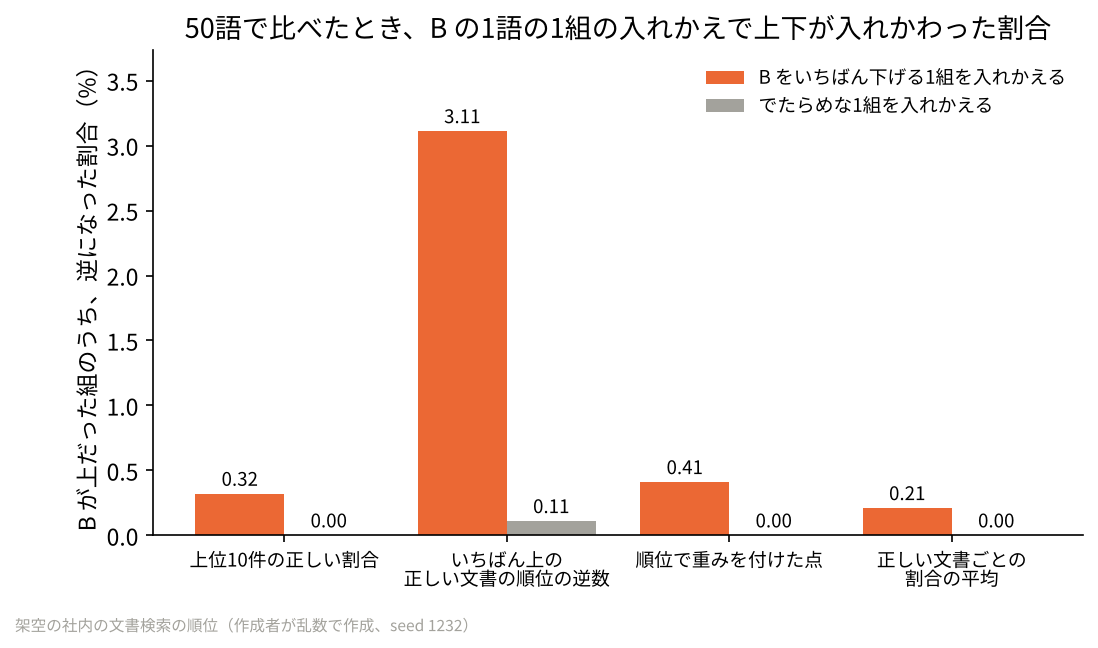 50語で比べたとき、B の1語の1組の入れかえで上下が入れかわった割合
B が上だった組のうち、逆になった割合（%）
3.5
3.0
2.5
2.0
1.5
1.0
0.5
0.0
B をいちばん下げる1組を入れかえる
でたらめな1組を入れかえる
0.32
0.00
3.11
0.11
0.41
0.00
0.21
0.00
上位10件の正しい割合
いちばん上の
正しい文書の順位の逆数
順位で重みを付けた点
正しい文書ごとの
割合の平均
架空の社内の文書検索の順位（作成者が乱数で作成、seed 1232）